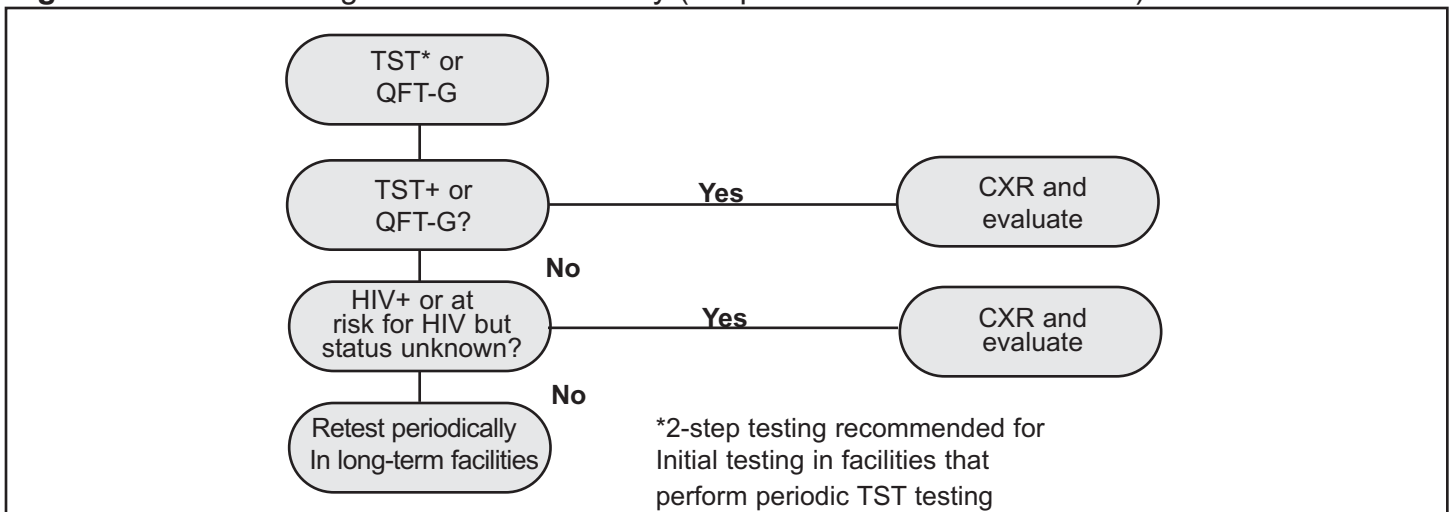 TST* or
QFT-G
TST+ or
QFT-G?
Yes
CXR and
evaluate
No
HIV+ or at
risk for HIV but
status unknown?
Yes
CXR and
evaluate
No
Retest periodically
In long-term facilities
*2-step testing recommended for
Initial testing in facilities that
perform periodic TST testing